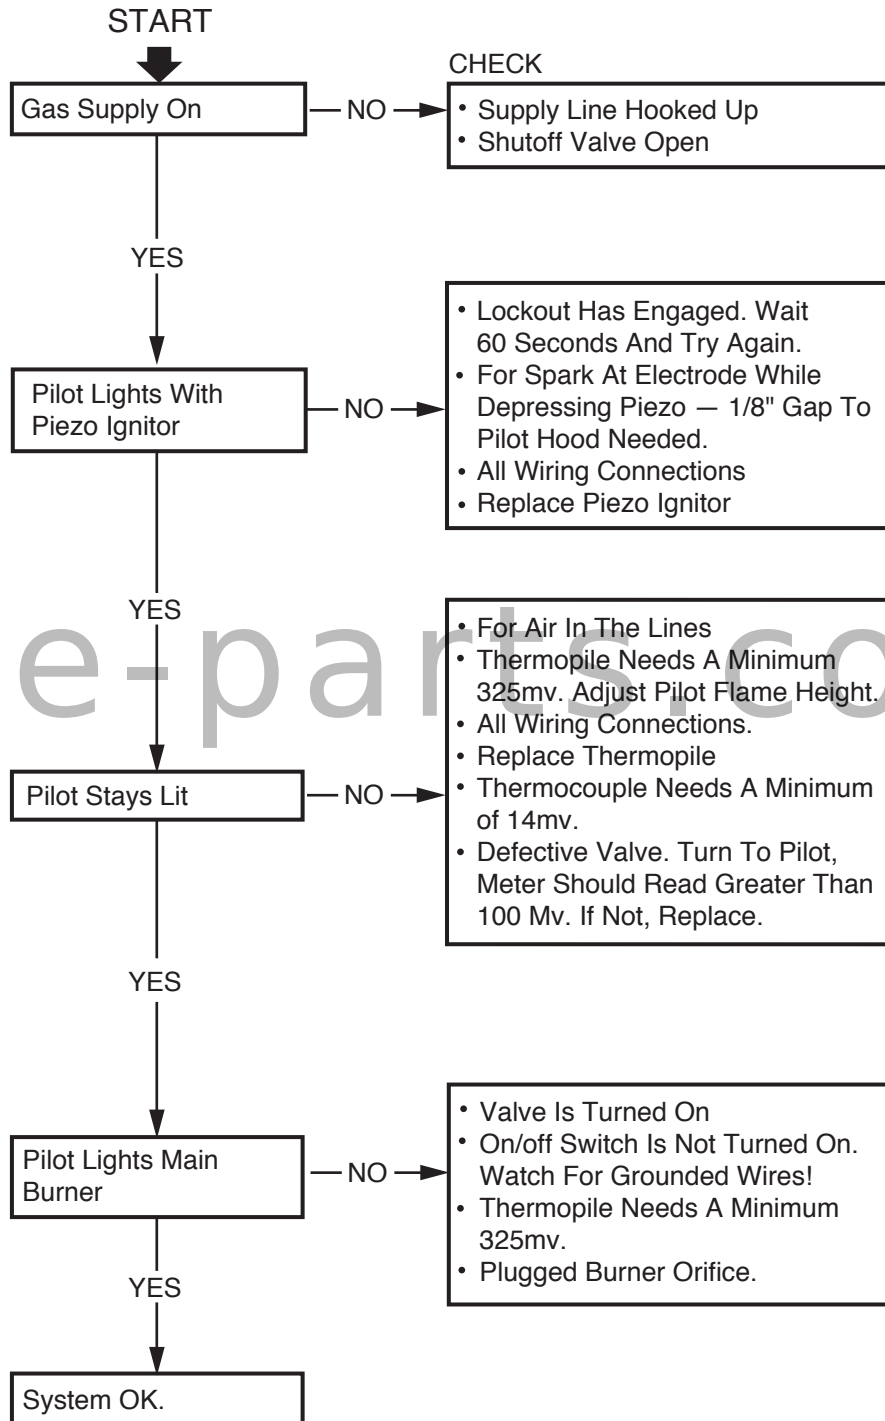 START
Gas Supply On
NO
CHECK
• Supply Line Hooked Up
• Shutoff Valve Open
YES
Pilot Lights With
Piezo Ignitor
NO
• Lockout Has Engaged. Wait
60 Seconds And Try Again.
• For Spark At Electrode While
Depressing Piezo — 1/8" Gap To
Pilot Hood Needed.
• All Wiring Connections
• Replace Piezo Ignitor
YES
e-parts.co
Pilot Stays Lit
NO
• For Air In The Lines
• Thermopile Needs A Minimum
325mv. Adjust Pilot Flame Height.
• All Wiring Connections.
• Replace Thermopile
• Thermocouple Needs A Minimum
of 14mv.
• Defective Valve. Turn To Pilot,
Meter Should Read Greater Than
100 Mv. If Not, Replace.
YES
Pilot Lights Main
Burner
NO
• Valve Is Turned On
• On/off Switch Is Not Turned On.
Watch For Grounded Wires!
• Thermopile Needs A Minimum
325mv.
• Plugged Burner Orifice.
YES
System OK.